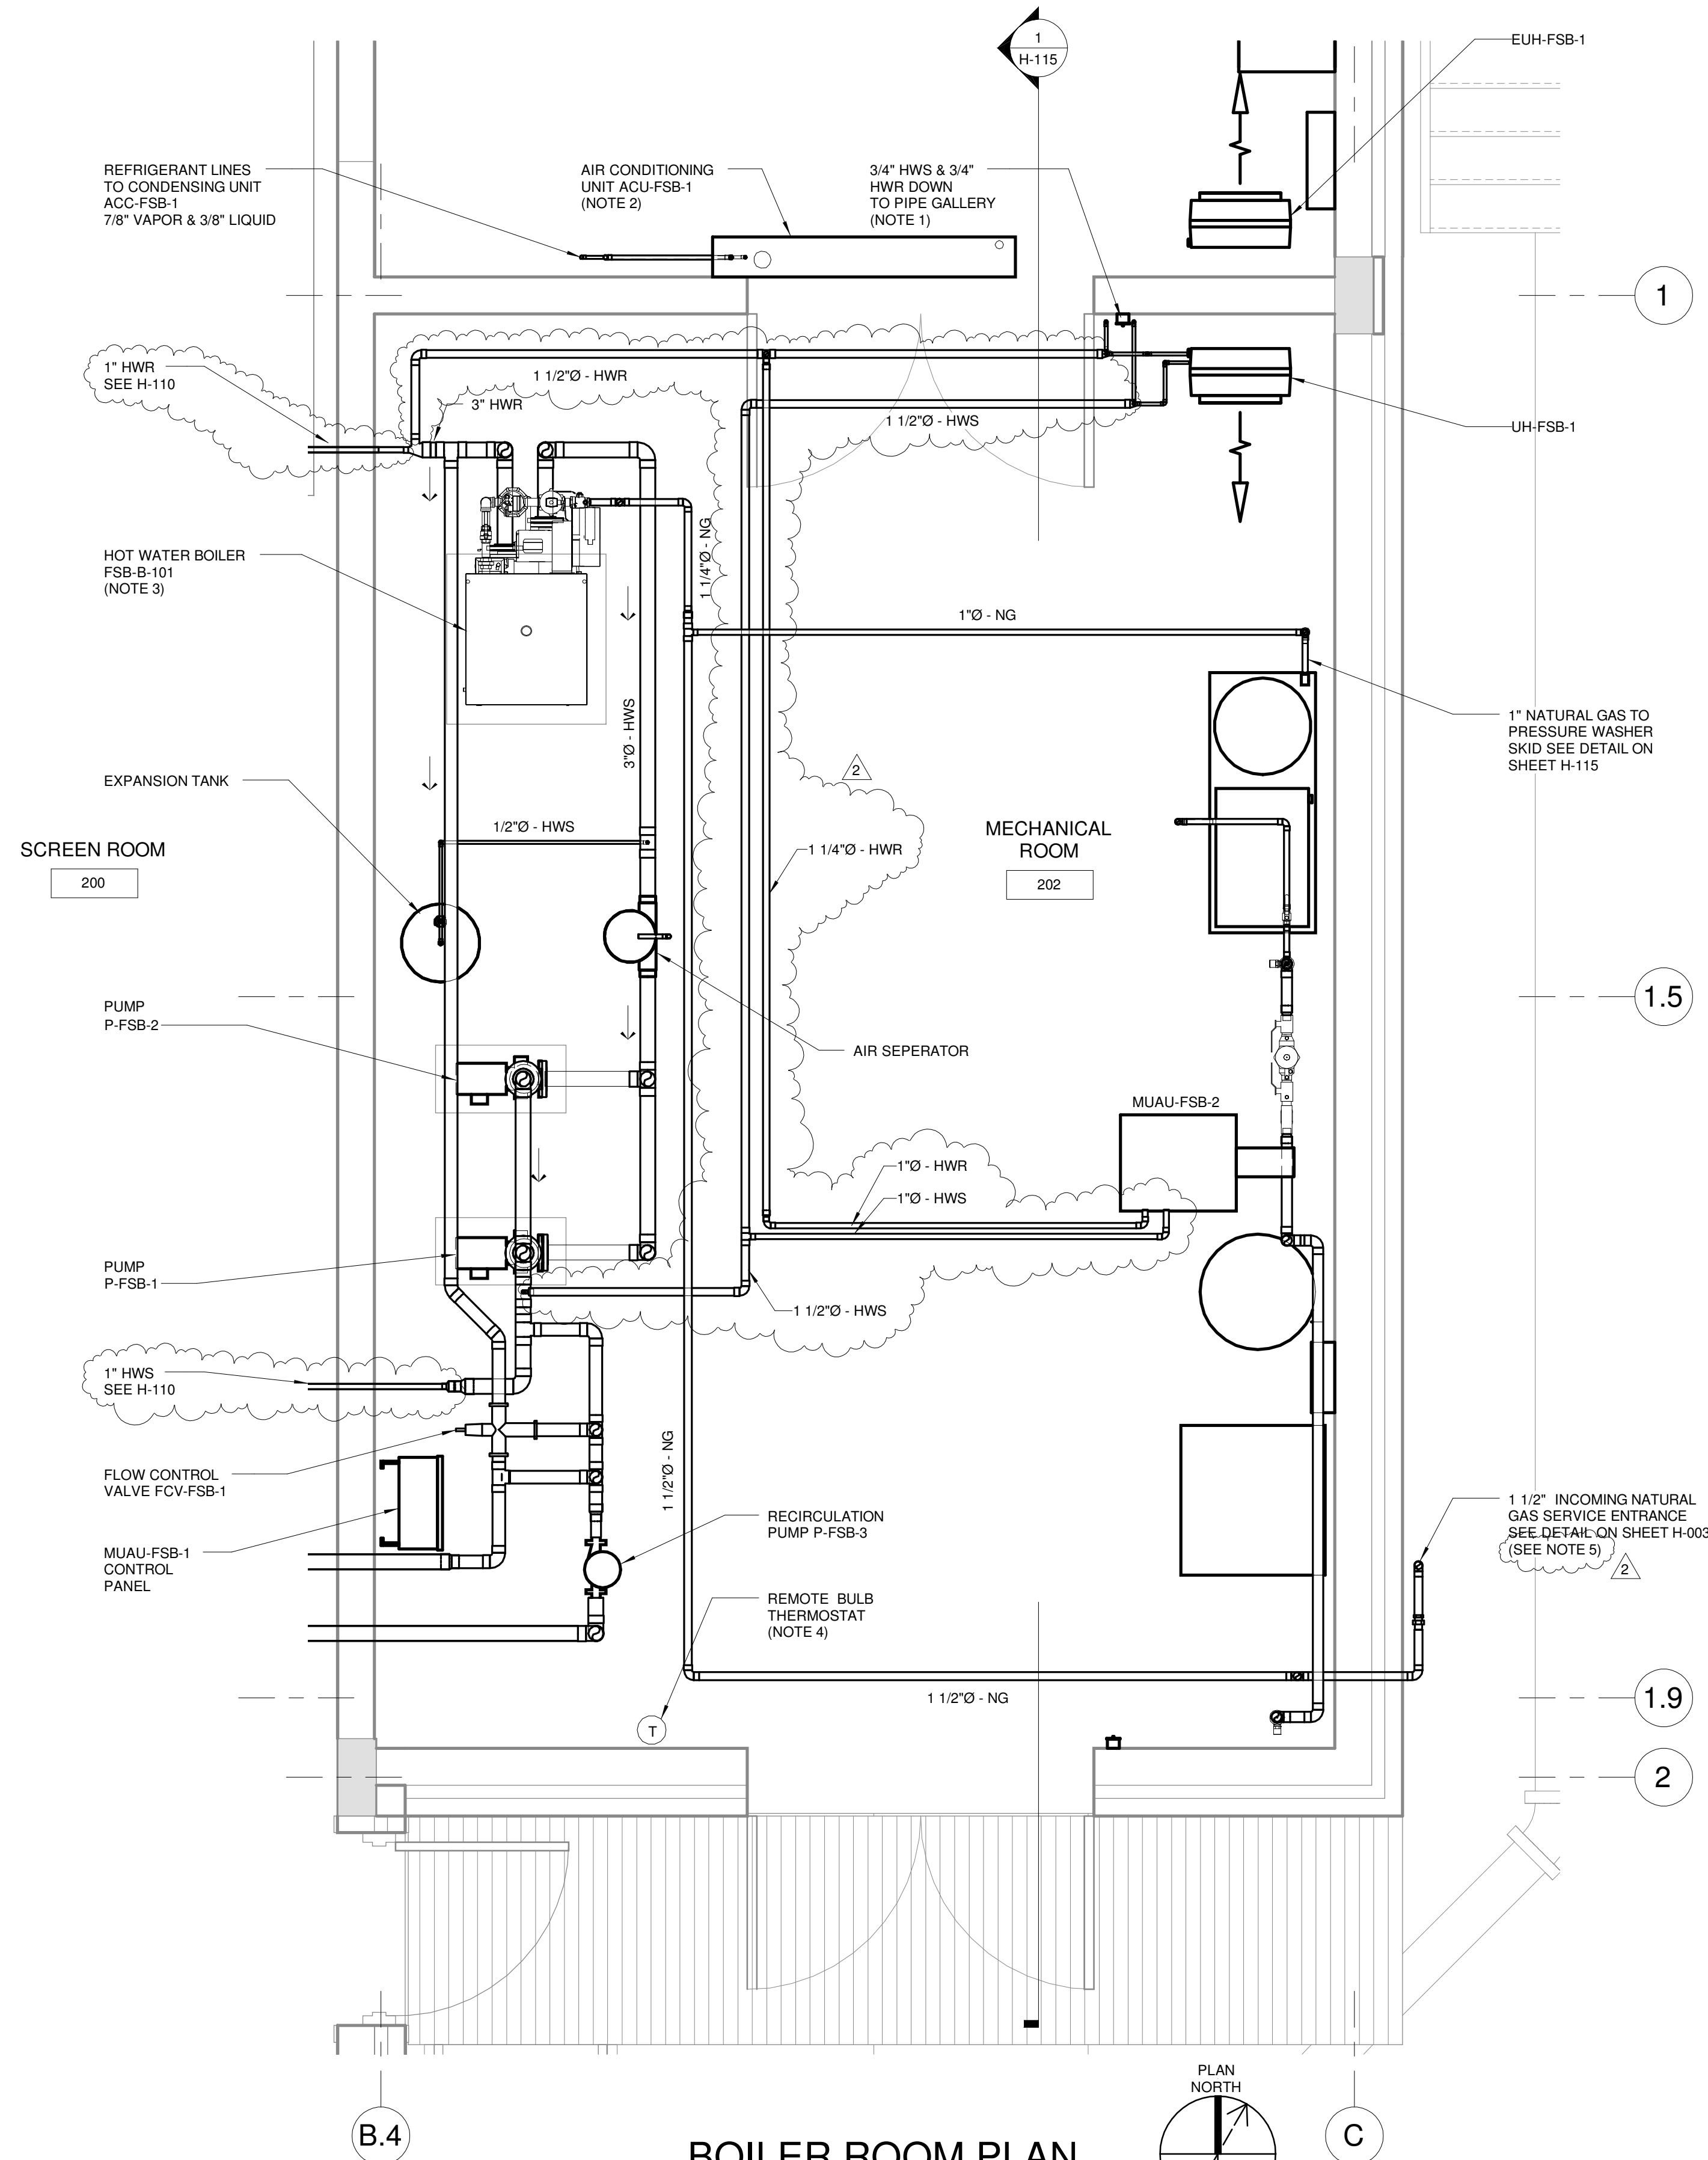 1
H-115
EUH-FSB-1
REFRIGERANT LINES
TO CONDENSING UNIT
ACC-FSB-1
7/8" VAPOR & 3/8" LIQUID
AIR CONDITIONING
UNIT ACU-FSB-1
(NOTE 2)
3/4" HWS & 3/4"
HWR DOWN
TO PIPE GALLERY
(NOTE 1)
1
1" HWR
SEE H-110
1 1/2"Ø - HWR
3" HWR
1 1/2"Ø - HWS
UH-FSB-1
HOT WATER BOILER
FSB-B-101
(NOTE 3)
1 1/4"Ø - NG
1"Ø - NG
3"Ø - HWS
1" NATURAL GAS TO
PRESSURE WASHER
SKID SEE DETAIL ON
SHEET H-115
EXPANSION TANK
2
1/2"Ø - HWS
SCREEN ROOM
200
1 1/4"Ø - HWR
MECHANICAL
ROOM
202
PUMP
P-FSB-2
1.5
AIR SEPERATOR
MUAU-FSB-2
1"Ø - HWR
1"Ø - HWS
PUMP
P-FSB-1
1 1/2"Ø - HWS
1" HWS
SEE H-110
FLOW CONTROL
VALVE FCV-FSB-1
1 1/2"Ø - NG
MUAU-FSB-1
CONTROL
PANEL
RECIRCULATION
PUMP P-FSB-3
1 1/2" INCOMING NATURAL
GAS SERVICE ENTRANCE
SEE DETAIL ON SHEET H-003
(SEE NOTE 5)
2
REMOTE BULB
THERMOSTAT
(NOTE 4)
T
1 1/2"Ø - NG
1.9
2
PLAN
NORTH
B.4
C
BOILER ROOM PLAN